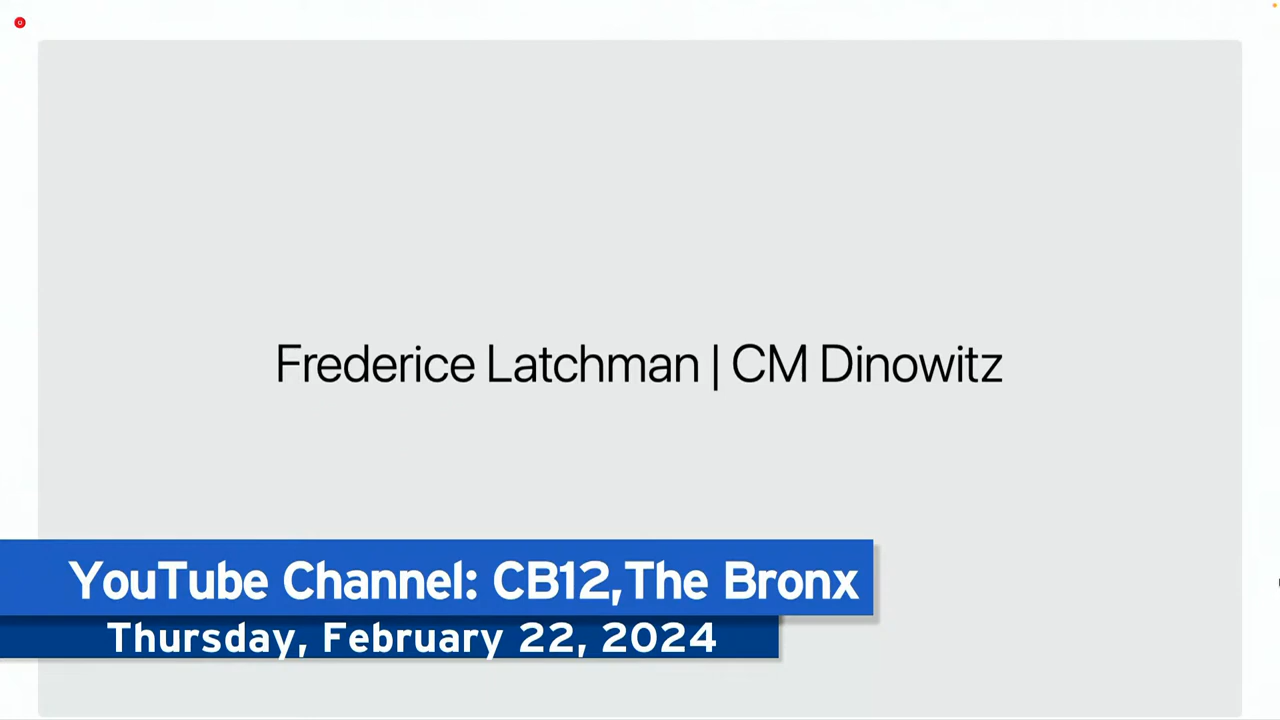 Frederice Latchman | CM Dinowitz
YouTube Channel: CB12,The Bronx
Thursday, February 22, 2024